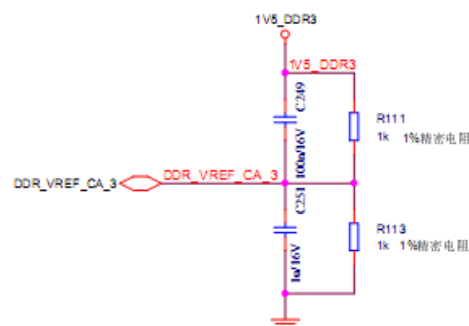 1V5_DDR3
1V5_DDR3
C249
100n/16V
R111
1k 1%精密电阻
DDR_VREF_CA_3
DDR_VREF_CA_3
C251
1u/16V
R113
1k 1%精密电阻